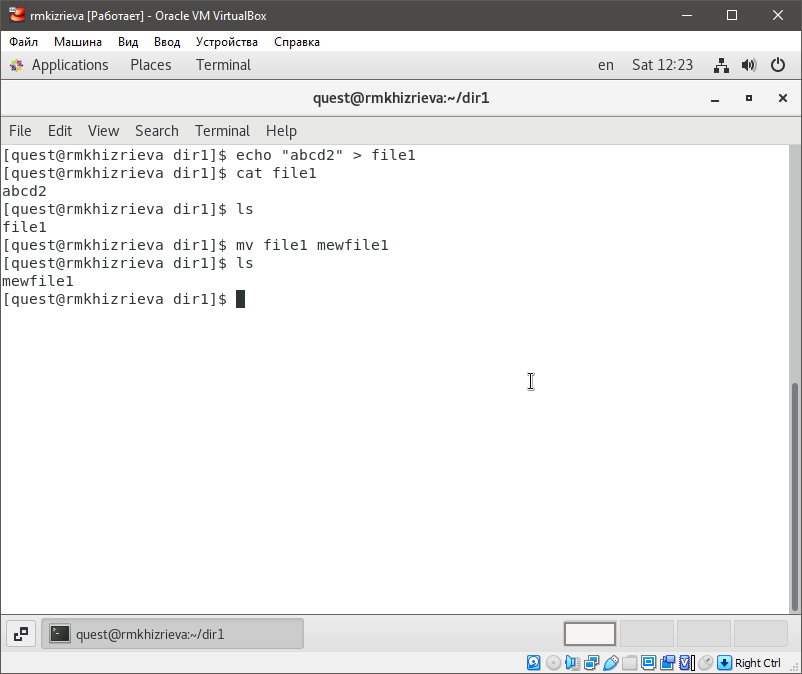 rmkizrieva [Работает] - Oracle VM VirtualBox
Файл Машина Вид Ввод Устройства Справка
Applications Places Terminal en Sat 12:23
quest@rmkhizrieva:~/dir1
File Edit View Search Terminal Help
[quest@rmkhizrieva dir1]$ echo "abcd2" > file1
[quest@rmkhizrieva dir1]$ cat file1
abcd2
[quest@rmkhizrieva dir1]$ ls
file1
[quest@rmkhizrieva dir1]$ mv file1 mewfile1
[quest@rmkhizrieva dir1]$ ls
mewfile1
[quest@rmkhizrieva dir1]$
quest@rmkhizrieva:~/dir1
Right Ctrl